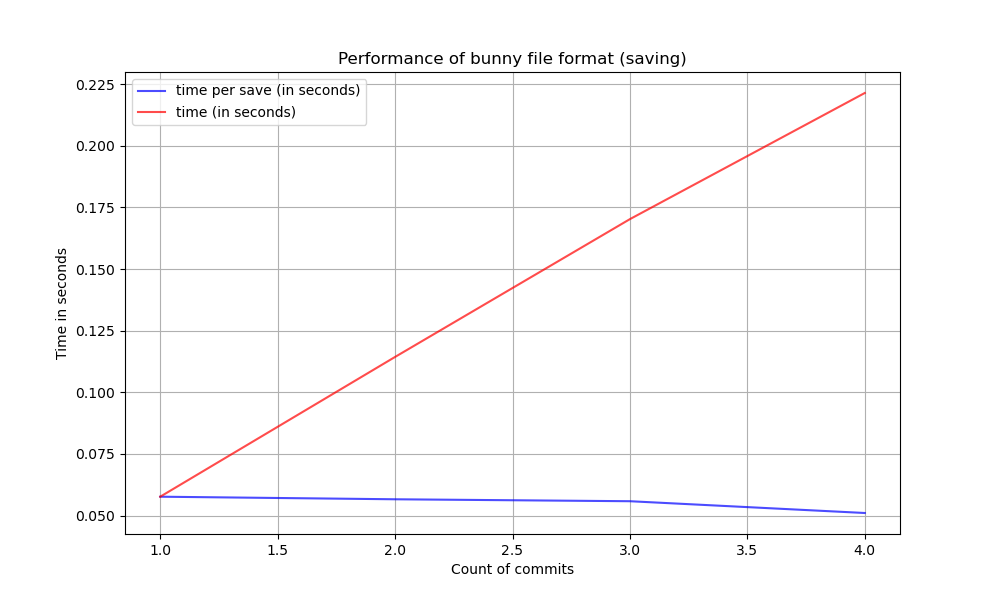 Performance of bunny file format (saving)
time per save (in seconds)
time (in seconds)
Time in seconds
0.225
0.200
0.175
0.150
0.125
0.100
0.075
0.050
1.0 1.5 2.0 2.5 3.0 3.5 4.0
Count of commits